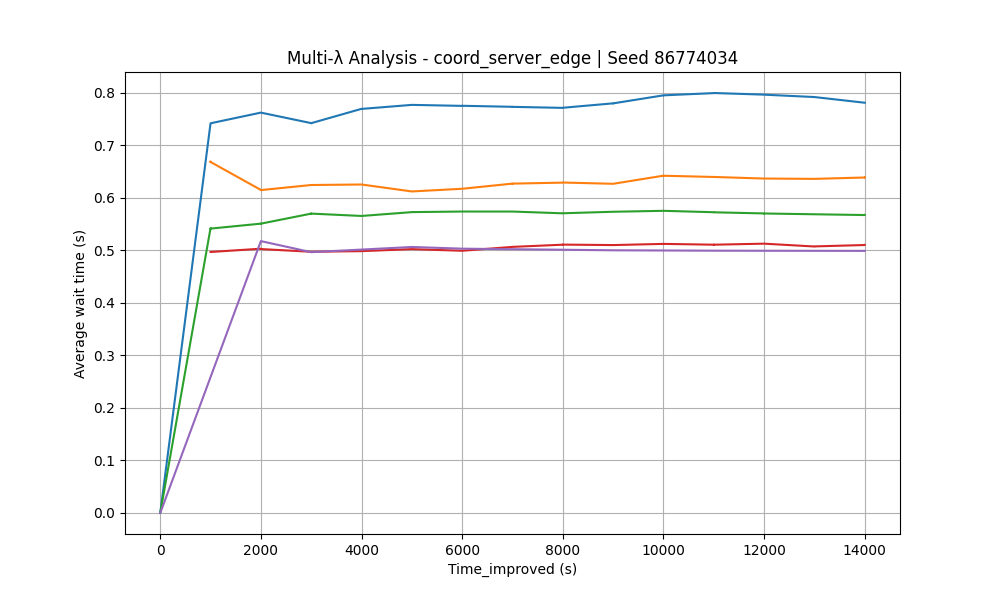 Multi-λ Analysis - coord_server_edge | Seed 86774034
Average wait time (s)
0.8
0.7
0.6
0.5
0.4
0.3
0.2
0.1
0.0
0 2000 4000 6000 8000 10000 12000 14000
Time_improved (s)